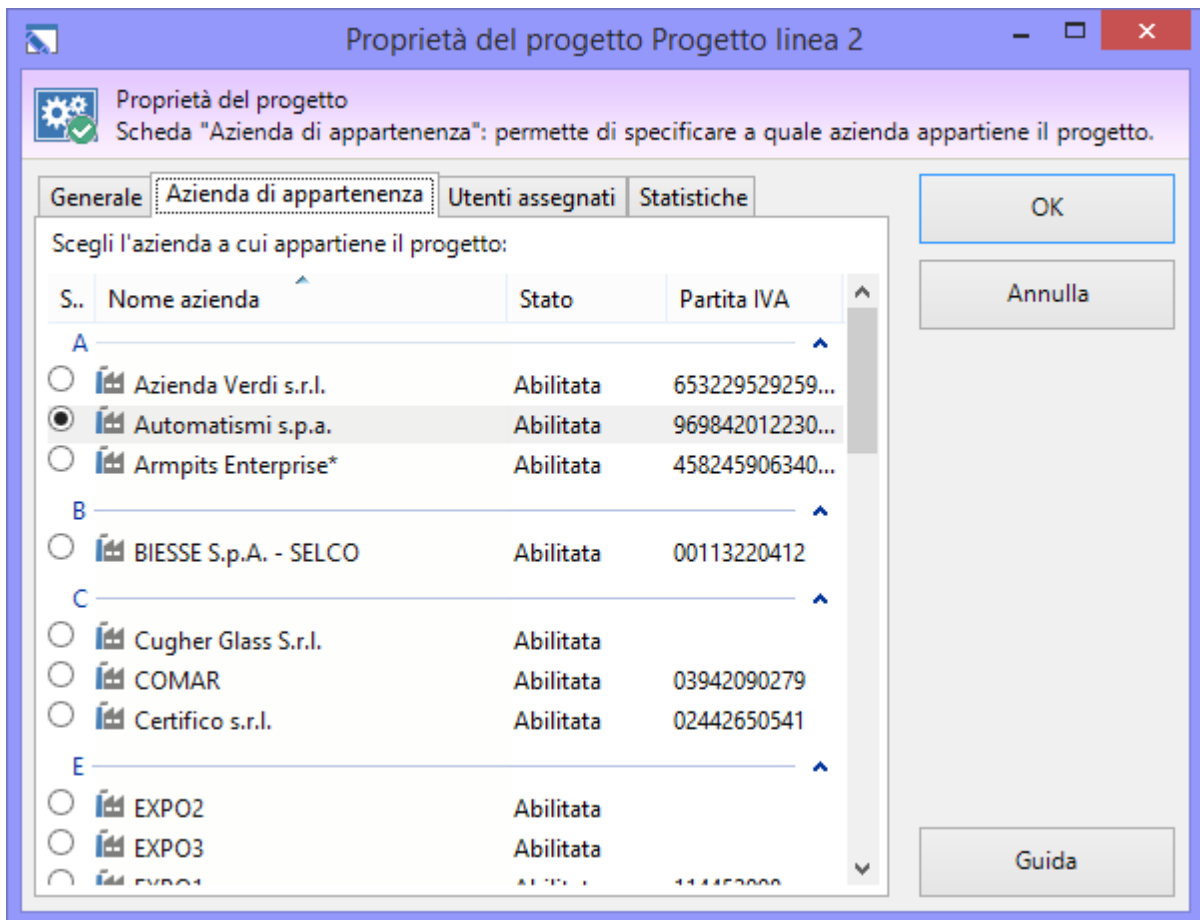 Proprietà del progetto Progetto linea 2
Proprietà del progetto
Scheda "Azienda di appartenenza": permette di specificare a quale azienda appartiene il progetto.
Generale Azienda di appartenenza Utenti assegnati Statistiche
OK
Scegli l'azienda a cui appartiene il progetto:
Annulla
S.. Nome azienda Stato Partita IVA
A
Azienda Verdi s.r.l. Abilitata 653229529259...
Automatismi s.p.a. Abilitata 969842012230...
Armpits Enterprise* Abilitata 458245906340...
B
BIESSE S.p.A. - SELCO Abilitata 00113220412
C
Cugher Glass S.r.l. Abilitata
COMAR Abilitata 03942090279
Certifico s.r.l. Abilitata 02442650541
E
EXPO2 Abilitata
EXPO3 Abilitata
EXPO1 Abilitata
Guida